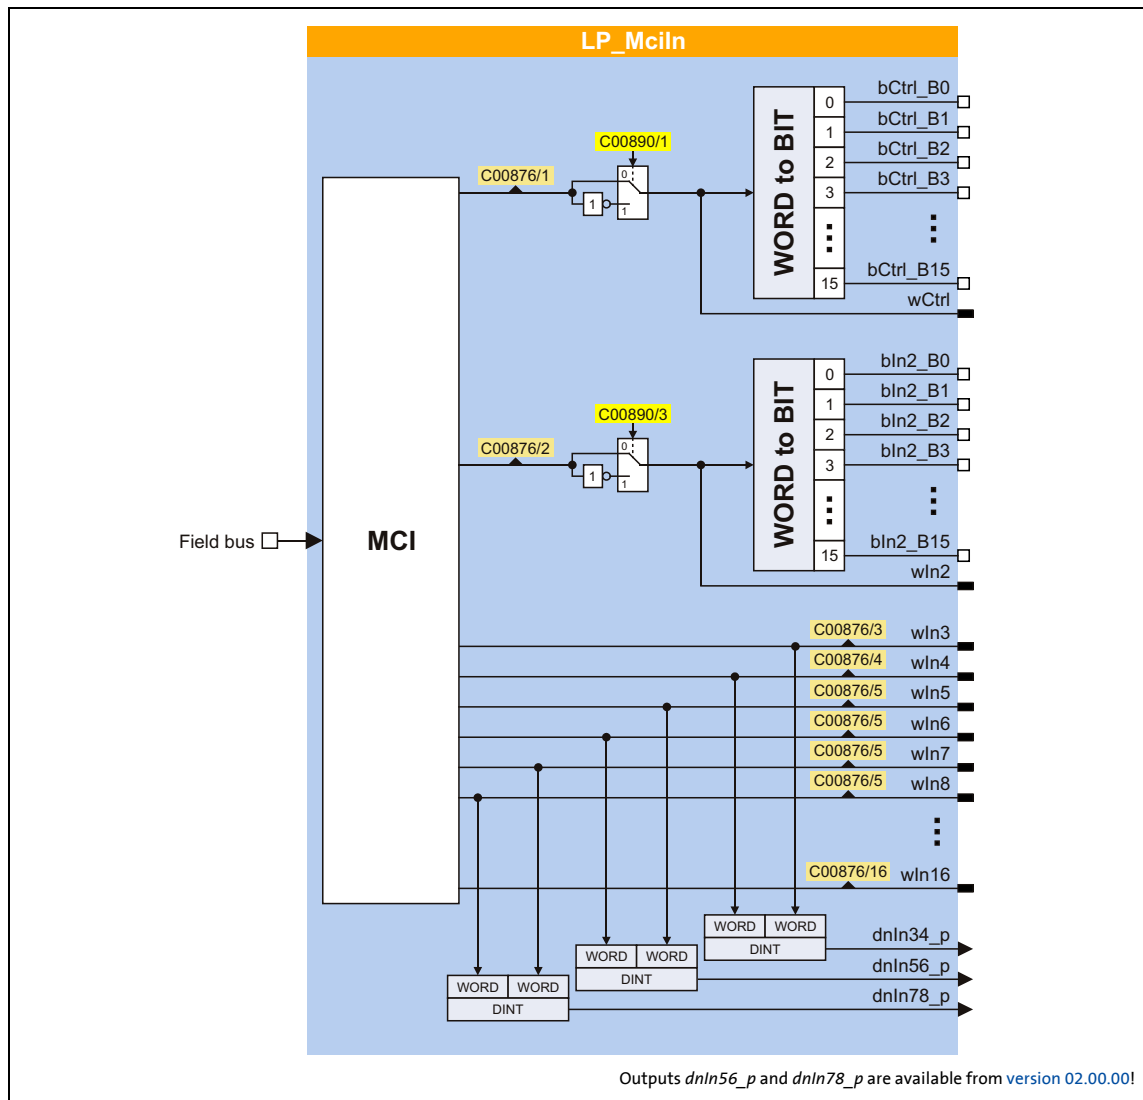 LP_MciIn
bCtrl_B0
0
bCtrl_B1
1
C00890/1
bCtrl_B2
2
C00876/1
0
bCtrl_B3
3
1
1
WORD to BIT
bCtrl_B15
15
wCtrl
bIn2_B0
0
bIn2_B1
1
C00890/3
bIn2_B2
2
C00876/2
0
bIn2_B3
3
1
1
WORD to BIT
Field bus
MCI
bIn2_B15
15
wIn2
C00876/3 wIn3
C00876/4 wIn4
C00876/5 wIn5
C00876/5 wIn6
C00876/5 wIn7
C00876/5 wIn8
C00876/16 wIn16
WORD WORD
DINT
dnIn34_p
WORD WORD
DINT
dnIn56_p
WORD WORD
DINT
dnIn78_p
Outputs dnIn56_p and dnIn78_p are available from version 02.00.00!